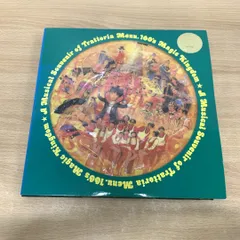 A Musical Souvenir of Trattoria Menu.100's Magic Kingdom ★ A Musical Souvenir of Trattoria Menu.100's Magic Kingdom ★